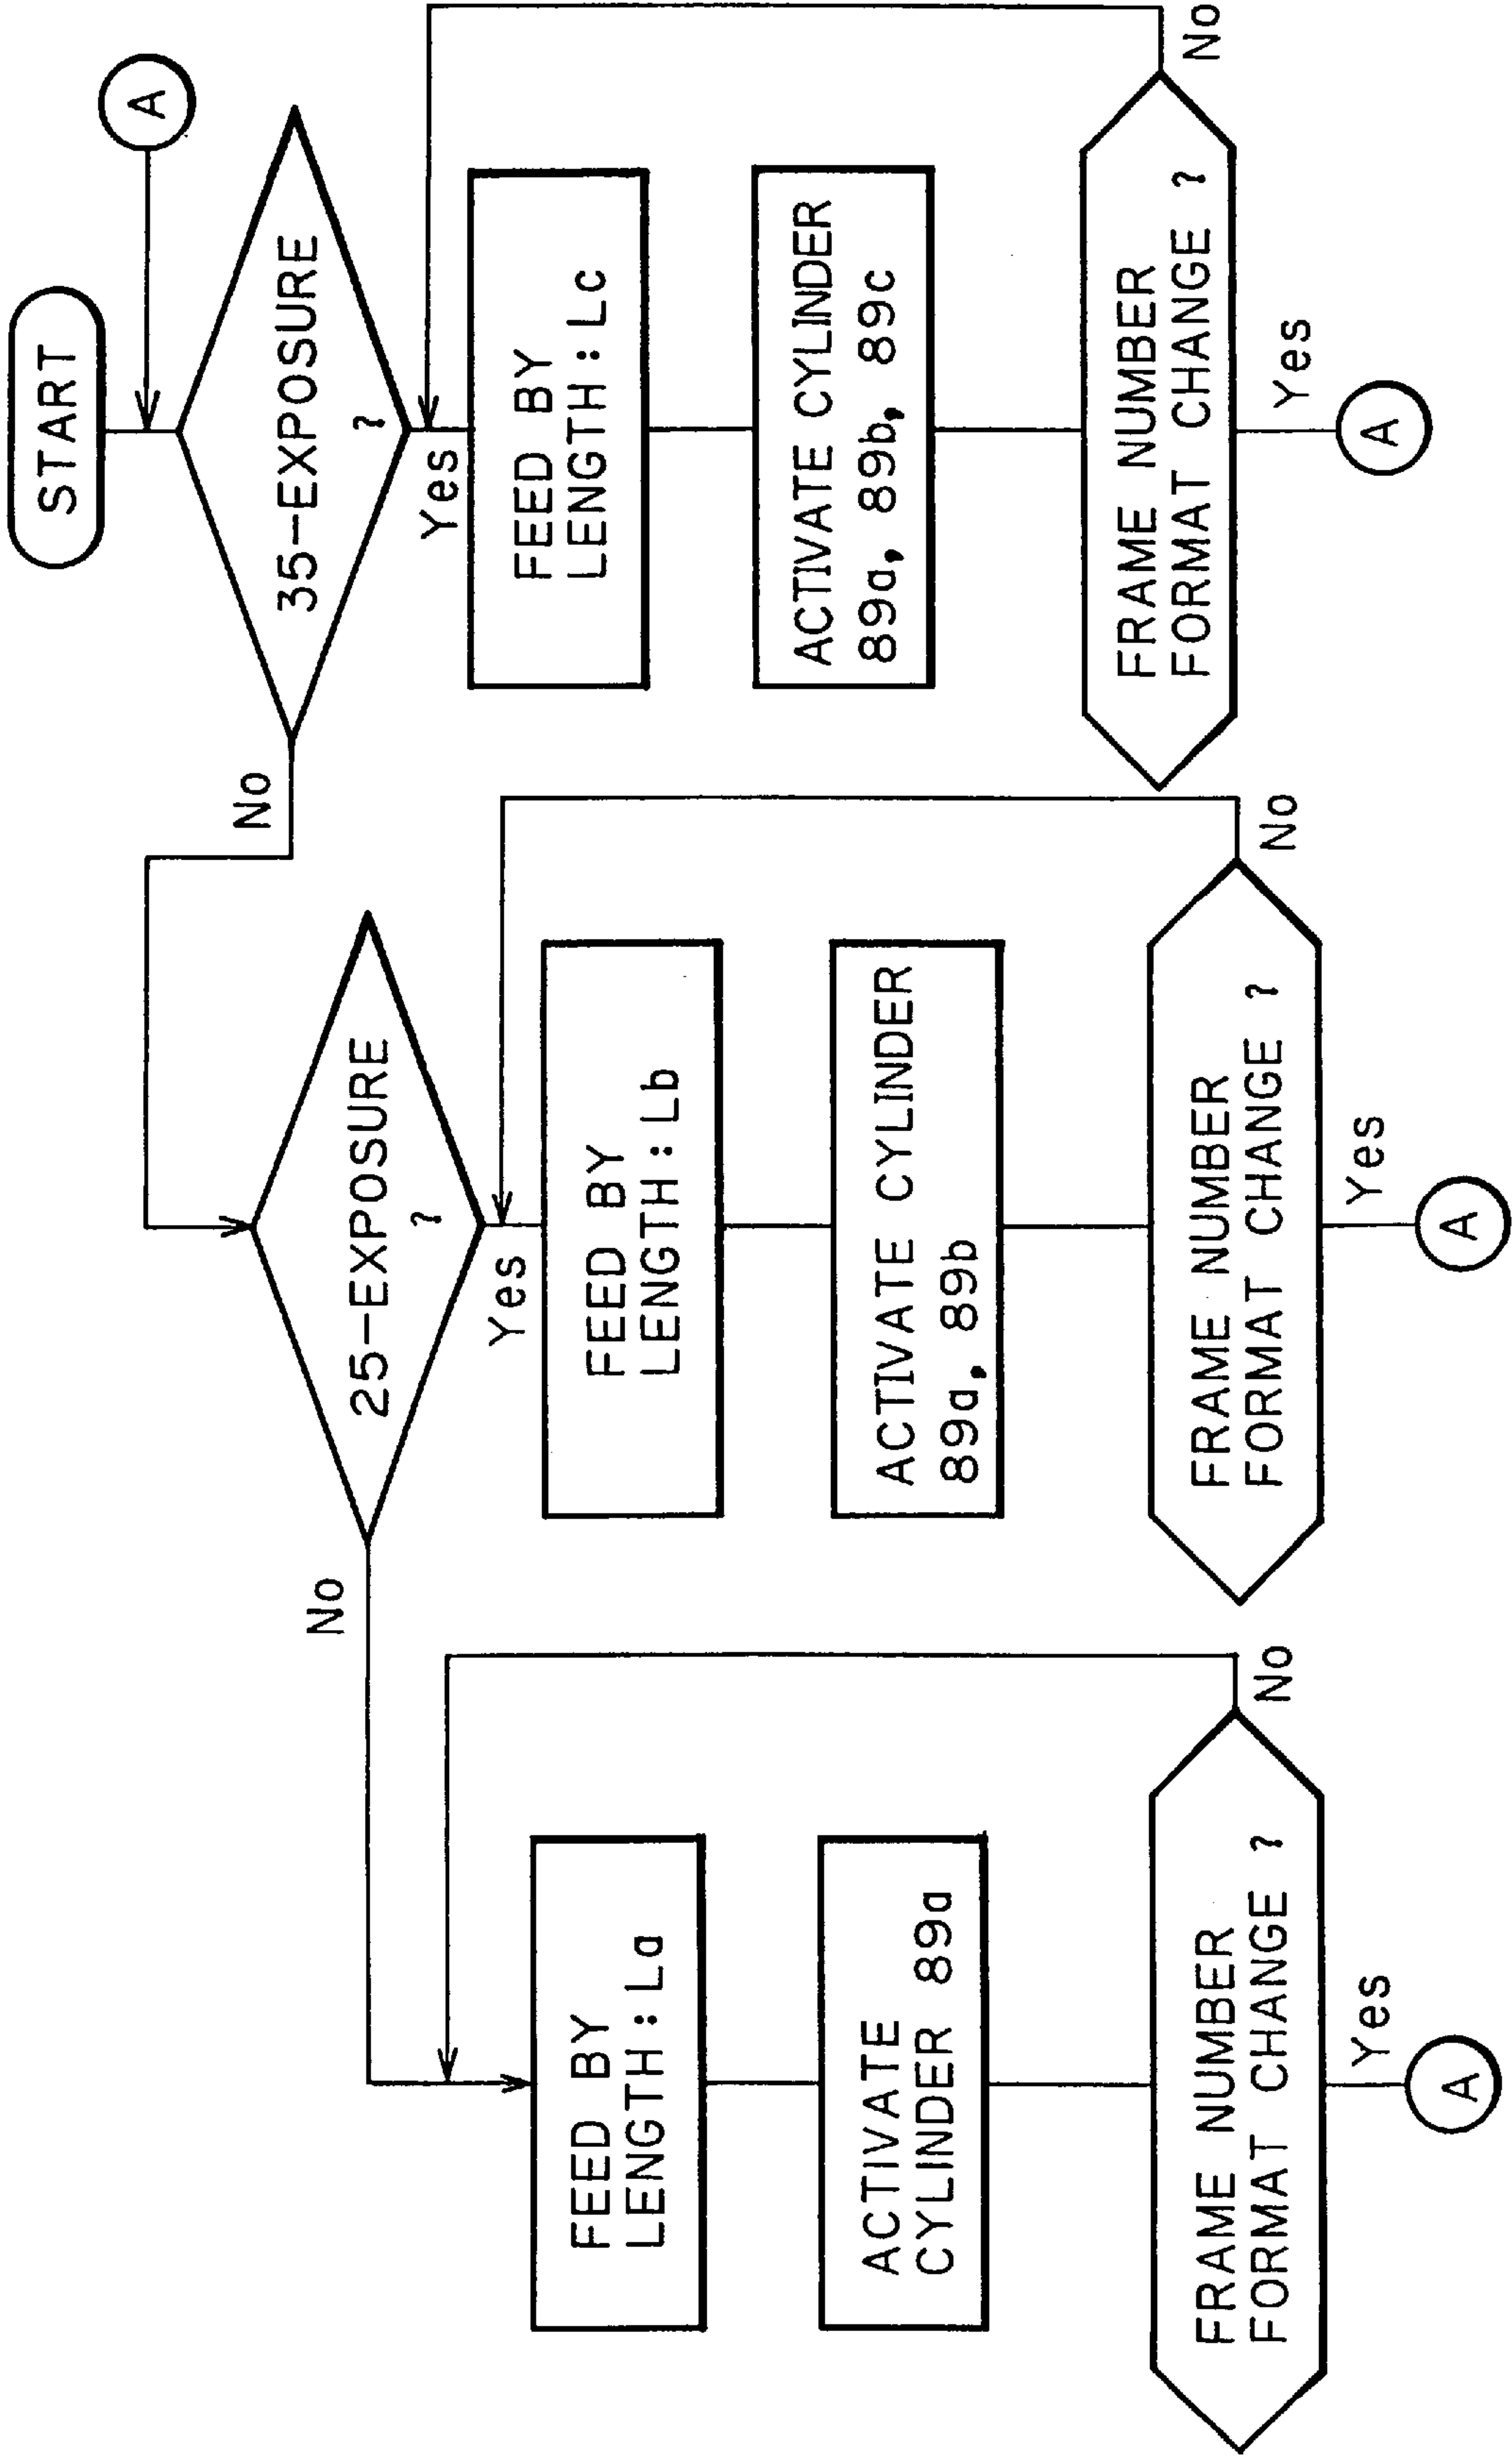 START
A
35-EXPOSURE
?
No
Yes
FEED BY
LENGTH : Lc
ACTIVATE CYLINDER
89a, 89b, 89c
FRAME NUMBER
FORMAT CHANGE ?
No
Yes
A
25-EXPOSURE
?
No
Yes
FEED BY
LENGTH : Lb
ACTIVATE CYLINDER
89a, 89b
FRAME NUMBER
FORMAT CHANGE ?
No
Yes
A
FEED BY
LENGTH : La
ACTIVATE
CYLINDER 89a
FRAME NUMBER
FORMAT CHANGE ?
No
Yes
A